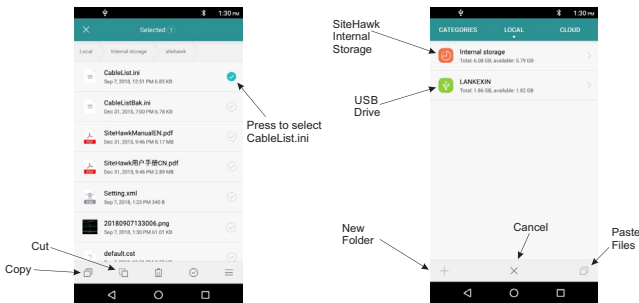 1:30 PM
Selected 1
Local
Internal storage
sitehawk
CableList.ini
Sep 7, 2018, 12:51 PM 6.85 KB
CableListBak.ini
Dec 31, 2015, 7:00 PM 6.78 KB
SiteHawkManualEN.pdf
Dec 31, 2015, 9:46 PM 8.17 MB
SiteHawk用户手册CN.pdf
Dec 31, 2015, 9:46 PM 2.89 MB
Setting.xml
Sep 7, 2018, 1:23 PM 340 B
20180907133006.png
Sep 7, 2018, 1:30 PM 61.01 KB
default.cst
Press to select
CableList.ini
Cut
Copy
1:30 PM
CATEGORIES LOCAL CLOUD
SiteHawk
Internal
Storage
Internal storage
Total: 6.08 GB, available: 5.79 GB
LANKEXIN
Total: 1.86 GB, available: 1.82 GB
USB
Drive
New
Folder
Cancel
Paste
Files